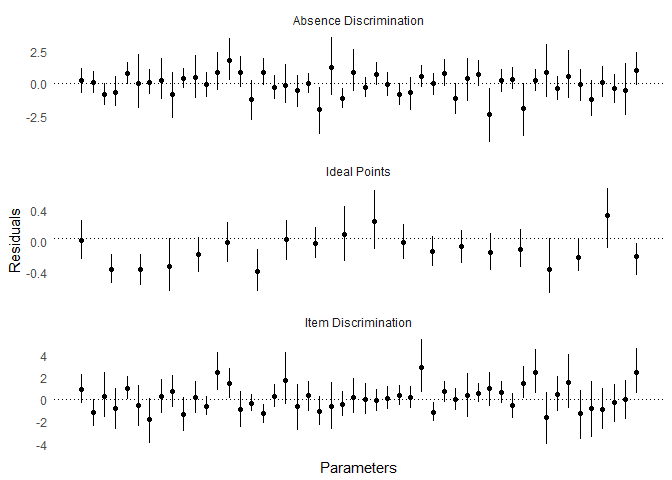 Absence Discrimination
2.5
0.0
-2.5
Ideal Points
Residuals
0.4
0.0
-0.4
Item Discrimination
4
2
0
-2
-4
Parameters